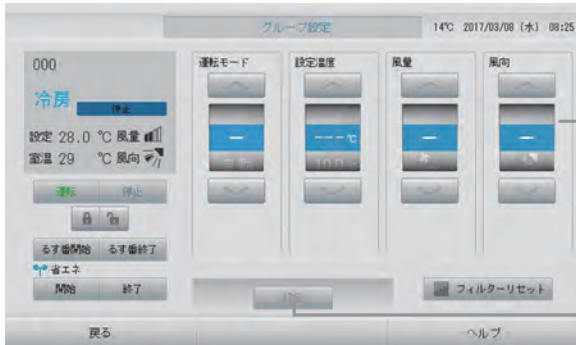 グループ設定
14℃ 2017/03/08 (水) 08:25
000
冷房
停止
設定 28.0 ℃ 風量
室温 29 ℃ 風向
運転 停止
るす番開始 るす番終了
省エネ
開始 終了
運転モード
設定温度
風量
風向
−
---℃
−
−
フィルターリセット
戻る
ヘルプ